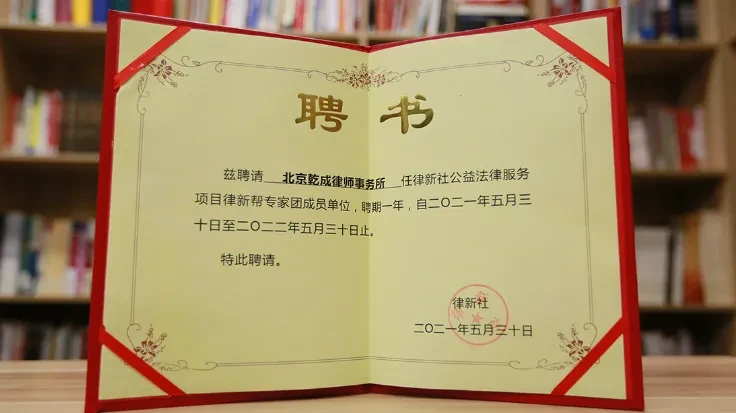 聘书
兹聘请 北京乾成律师事务所 任律新社公益法律服务
项目律新帮专家团成员单位，聘期一年，自二〇二一年五月三
十日至二〇二二年五月三十日止。
特此聘请。
律新社
二〇二一年五月三十日